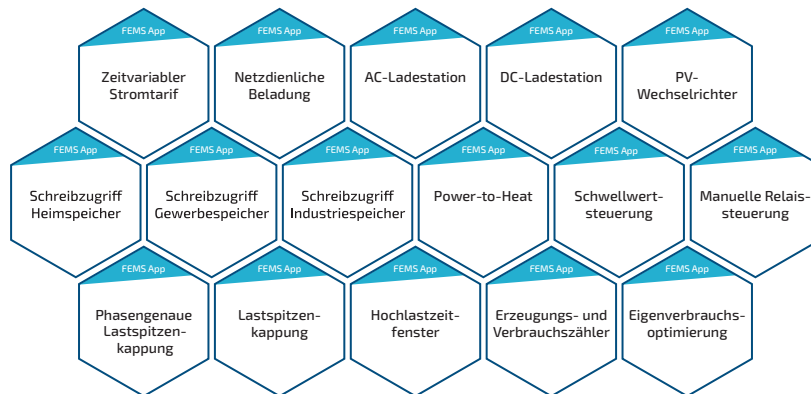 FEMS App
Zeitvariabler
Stromtarif
FEMS App
Netzdienliche
Beladung
FEMS App
AC-Ladestation
FEMS App
DC-Ladestation
FEMS App
PV-
Wechselrichter
FEMS App
Schreibzugriff
Heimspeicher
FEMS App
Schreibzugriff
Gewerbespeicher
FEMS App
Schreibzugriff
Industriespeicher
FEMS App
Power-to-Heat
FEMS App
Schwellwert-
steuerung
FEMS App
Manuelle Relais-
steuerung
FEMS App
Phasengenaue
Lastspitzen-
kappung
FEMS App
Lastspitzen-
kappung
FEMS App
Hochlastzeit-
fenster
FEMS App
Erzeugungs- und
Verbrauchszähler
FEMS App
Eigenverbrauchs-
optimierung